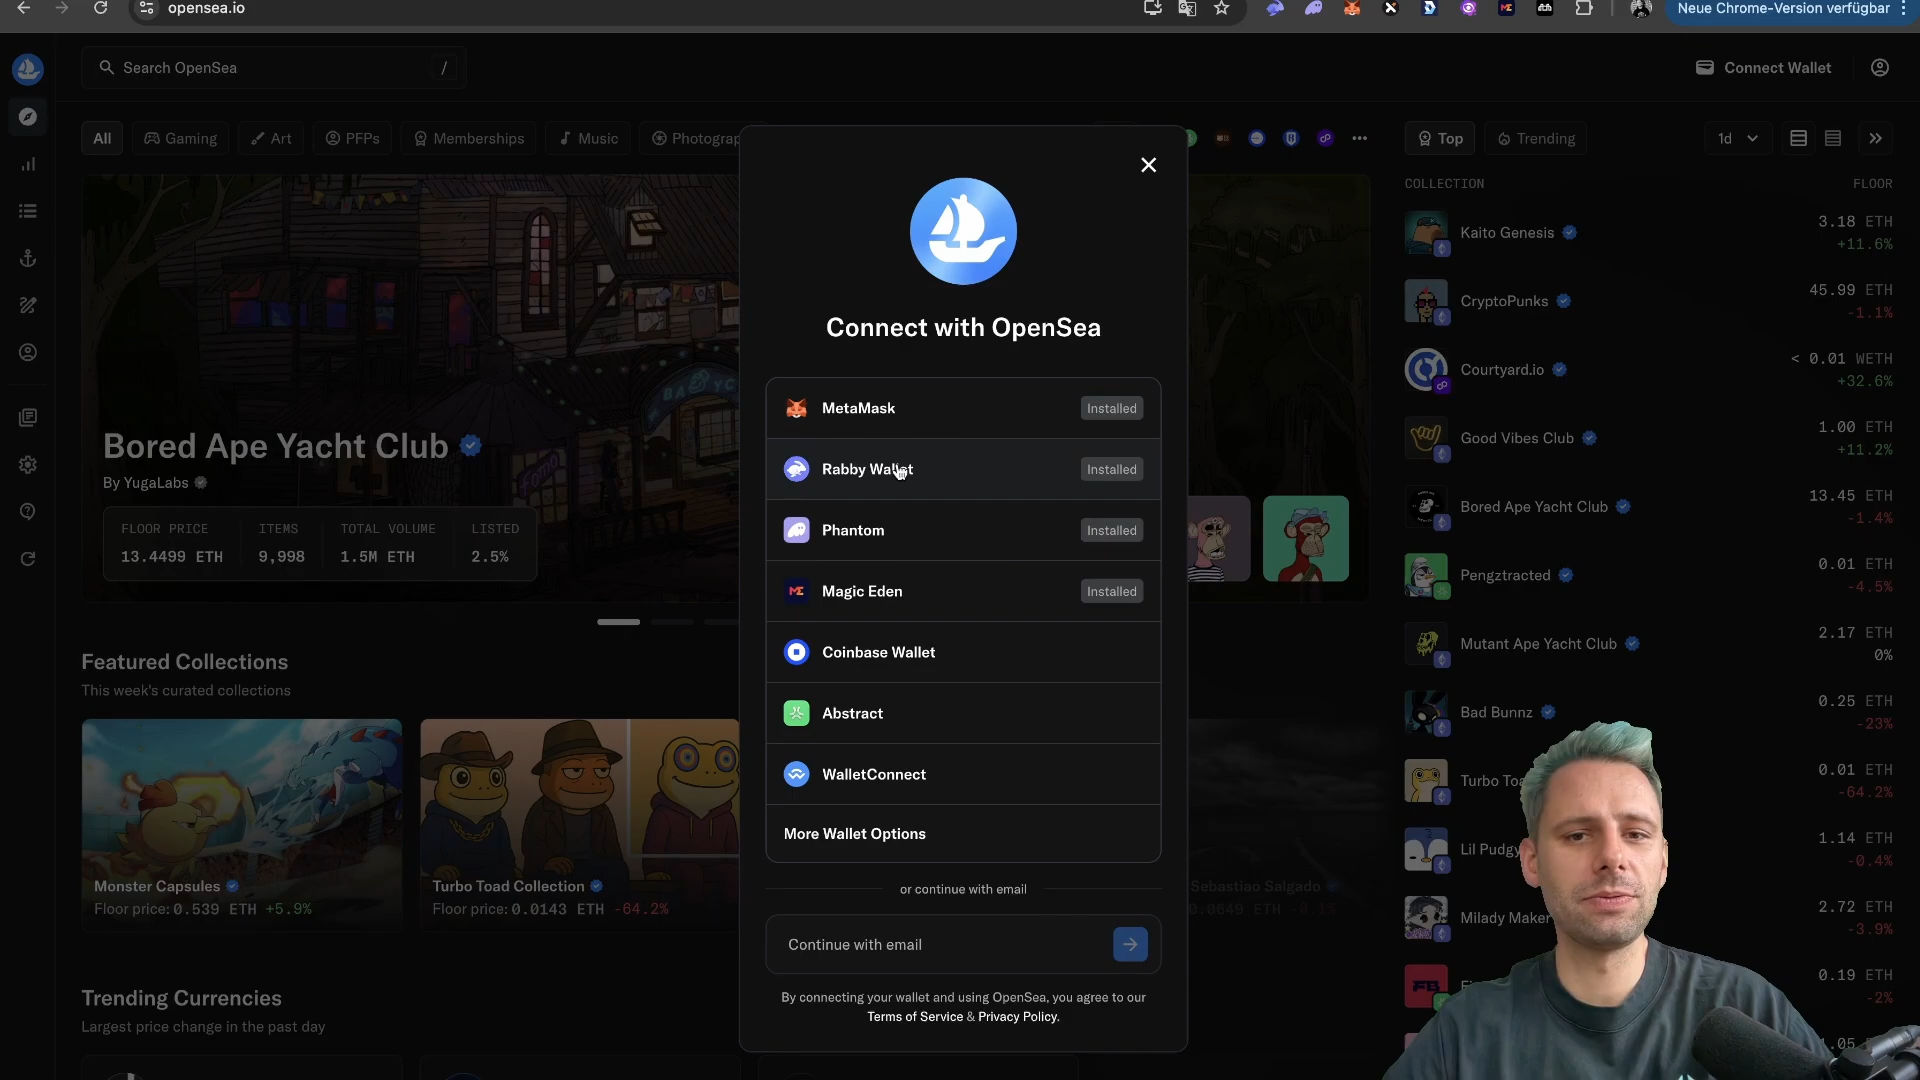 opensea.io
Neue Chrome-Version verfügbar
Search OpenSea
/
Connect Wallet
All
Gaming
Art
PFPs
Memberships
Music
Top
Trending
1d
Bored Ape Yacht Club
By YugaLabs
FLOOR PRICE ITEMS TOTAL VOLUME LISTED
13.4499 ETH 9,998 1.5M ETH 2.5%
Featured Collections
This week's curated collections
Monster Capsules
Floor price: 0.539 ETH +5.9%
Turbo Toad Collection
Floor price: 0.0143 ETH -64.2%
Sebastiao Salgado
0.0649 ETH -0.1%
Trending Currencies
Largest price change in the past day
Connect with OpenSea
MetaMask Installed
Rabby Wallet Installed
Phantom Installed
ME Magic Eden Installed
Coinbase Wallet
Abstract
WalletConnect
More Wallet Options
or continue with email
Continue with email
By connecting your wallet and using OpenSea, you agree to our
Terms of Service & Privacy Policy.
COLLECTION FLOOR
Kaito Genesis 3.18 ETH
+11.6%
CryptoPunks 45.99 ETH
-1.1%
Courtyard.io < 0.01 WETH
+32.6%
Good Vibes Club 1.00 ETH
+11.2%
Bored Ape Yacht Club 13.45 ETH
-1.4%
Pengztracted 0.01 ETH
-4.5%
Mutant Ape Yacht Club 2.17 ETH
0%
Bad Bunnz 0.25 ETH
-23%
Turbo 0.01 ETH
-64.2%
Lil Pudgy 1.14 ETH
-0.4%
Milady Maker 2.72 ETH
-3.9%
0.19 ETH
-2%